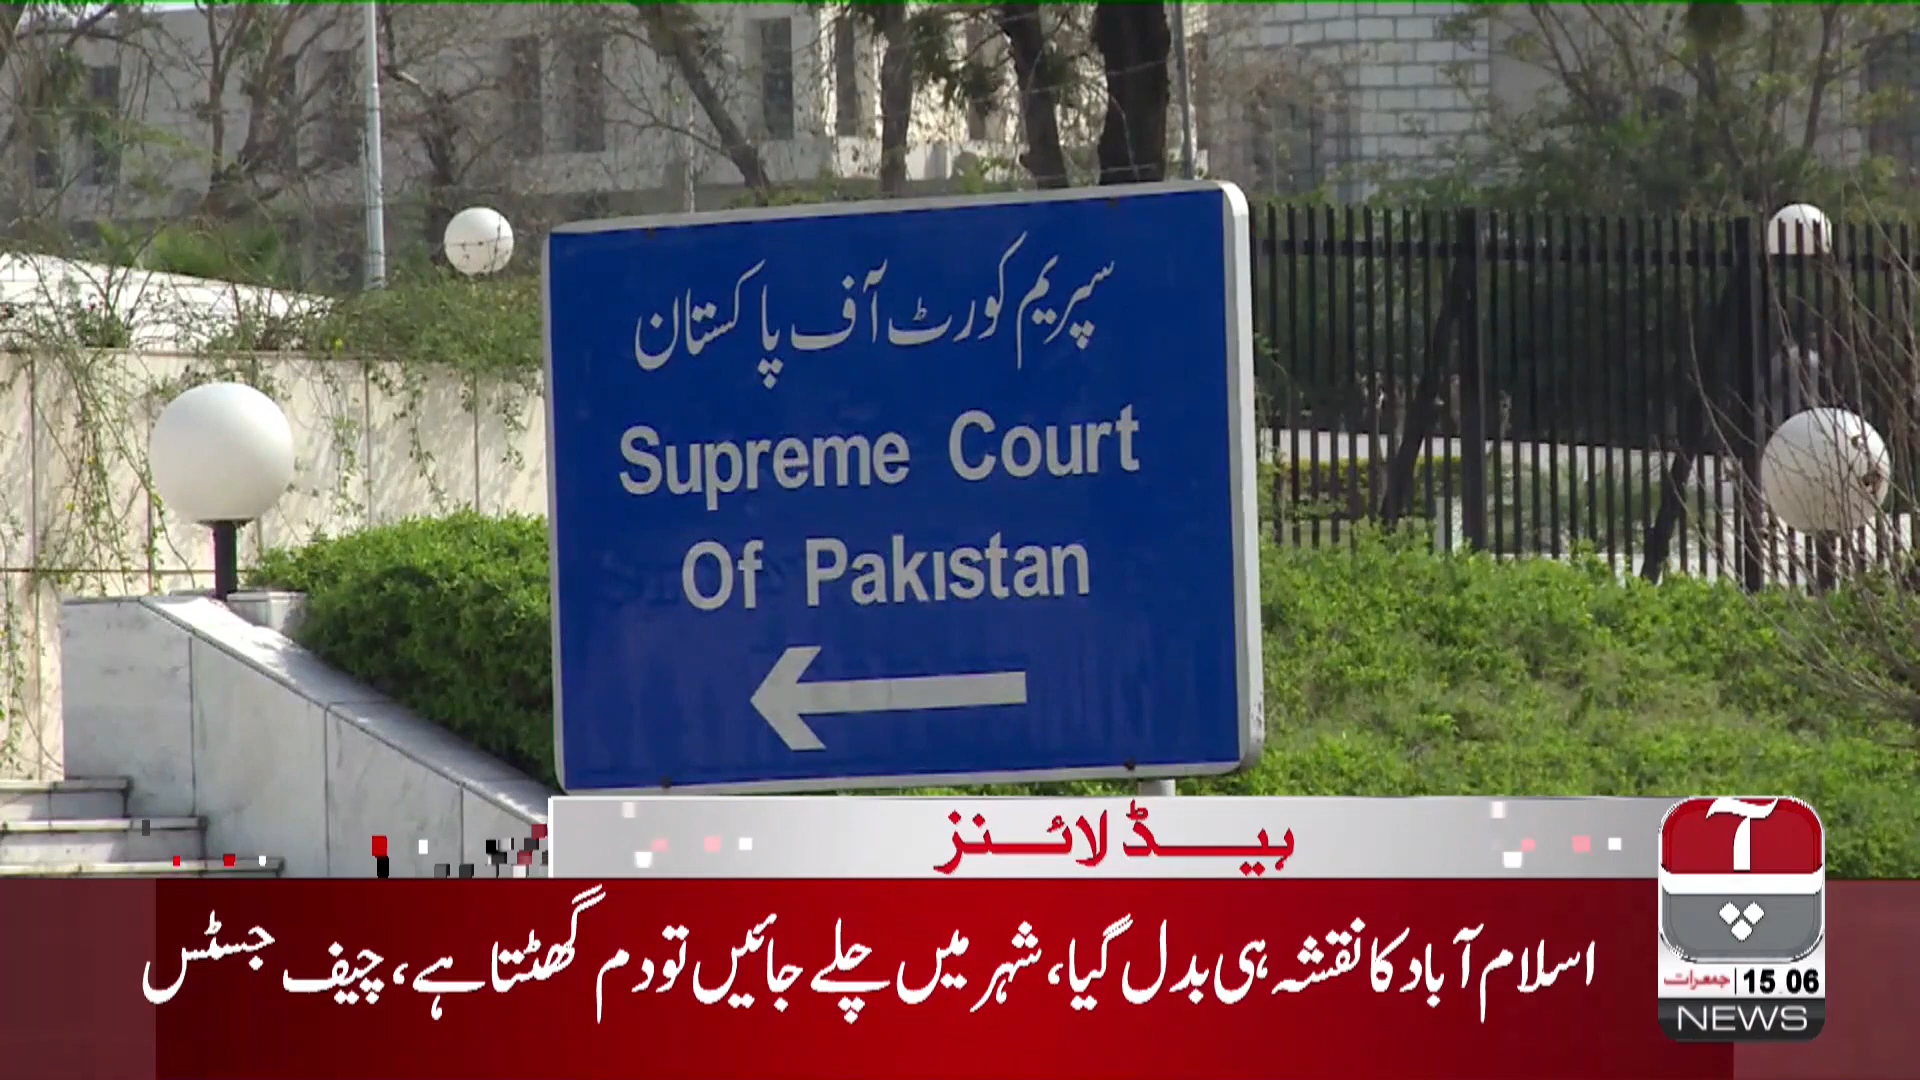 سپریم کورٹ آف پاکستان
Supreme Court
Of Pakistan
ہیڈ لائنز
اسلام آباد کا نقشہ ہی بدل گیا، شہر میں چلے جائیں تو دم گھٹتا ہے، چیف جسٹس
آپ
جمعرات 15 06
NEWS